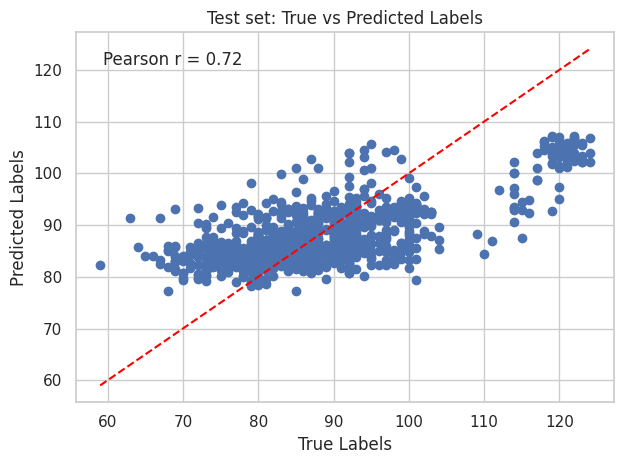 Test set: True vs Predicted Labels
Pearson r = 0.72
Predicted Labels
120
110
100
90
80
70
60
60 70 80 90 100 110 120
True Labels